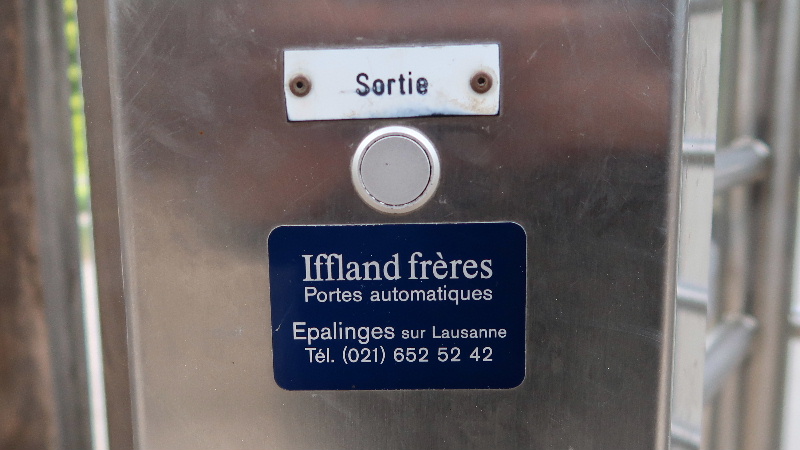 Sortie
Iffland frères
Portes automatiques
Epalinges sur Lausanne
Tél. (021) 652 52 42